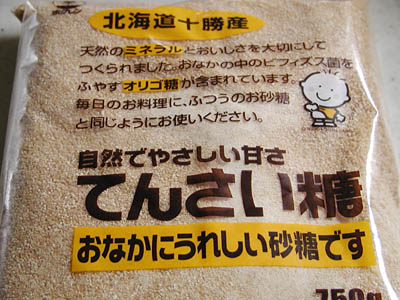 北海道十勝産
天然のミネラルとおいしさを大切にして
つくられました。おなかの中のビフィズス菌を
ふやすオリゴ糖が含まれています。
毎日のお料理に、ふつうのお砂糖
と同じようにお使いください。
自然でやさしい甘さ
てんさい糖
おなかにうれしい砂糖です
750g